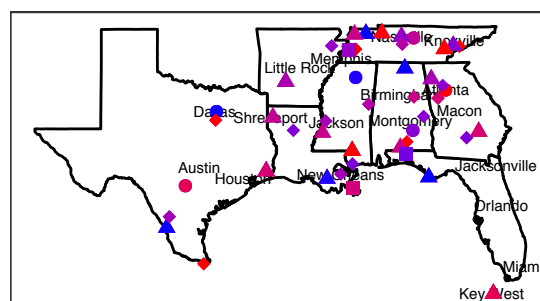 Nashville
Knoxville
Memphis
Little Rock
Atlanta
Birmingham
Dallas
Shreveport
Macon
Jackson
Montgomery
Jacksonville
Austin
Houston
New Orleans
Orlando
Miami
Key West